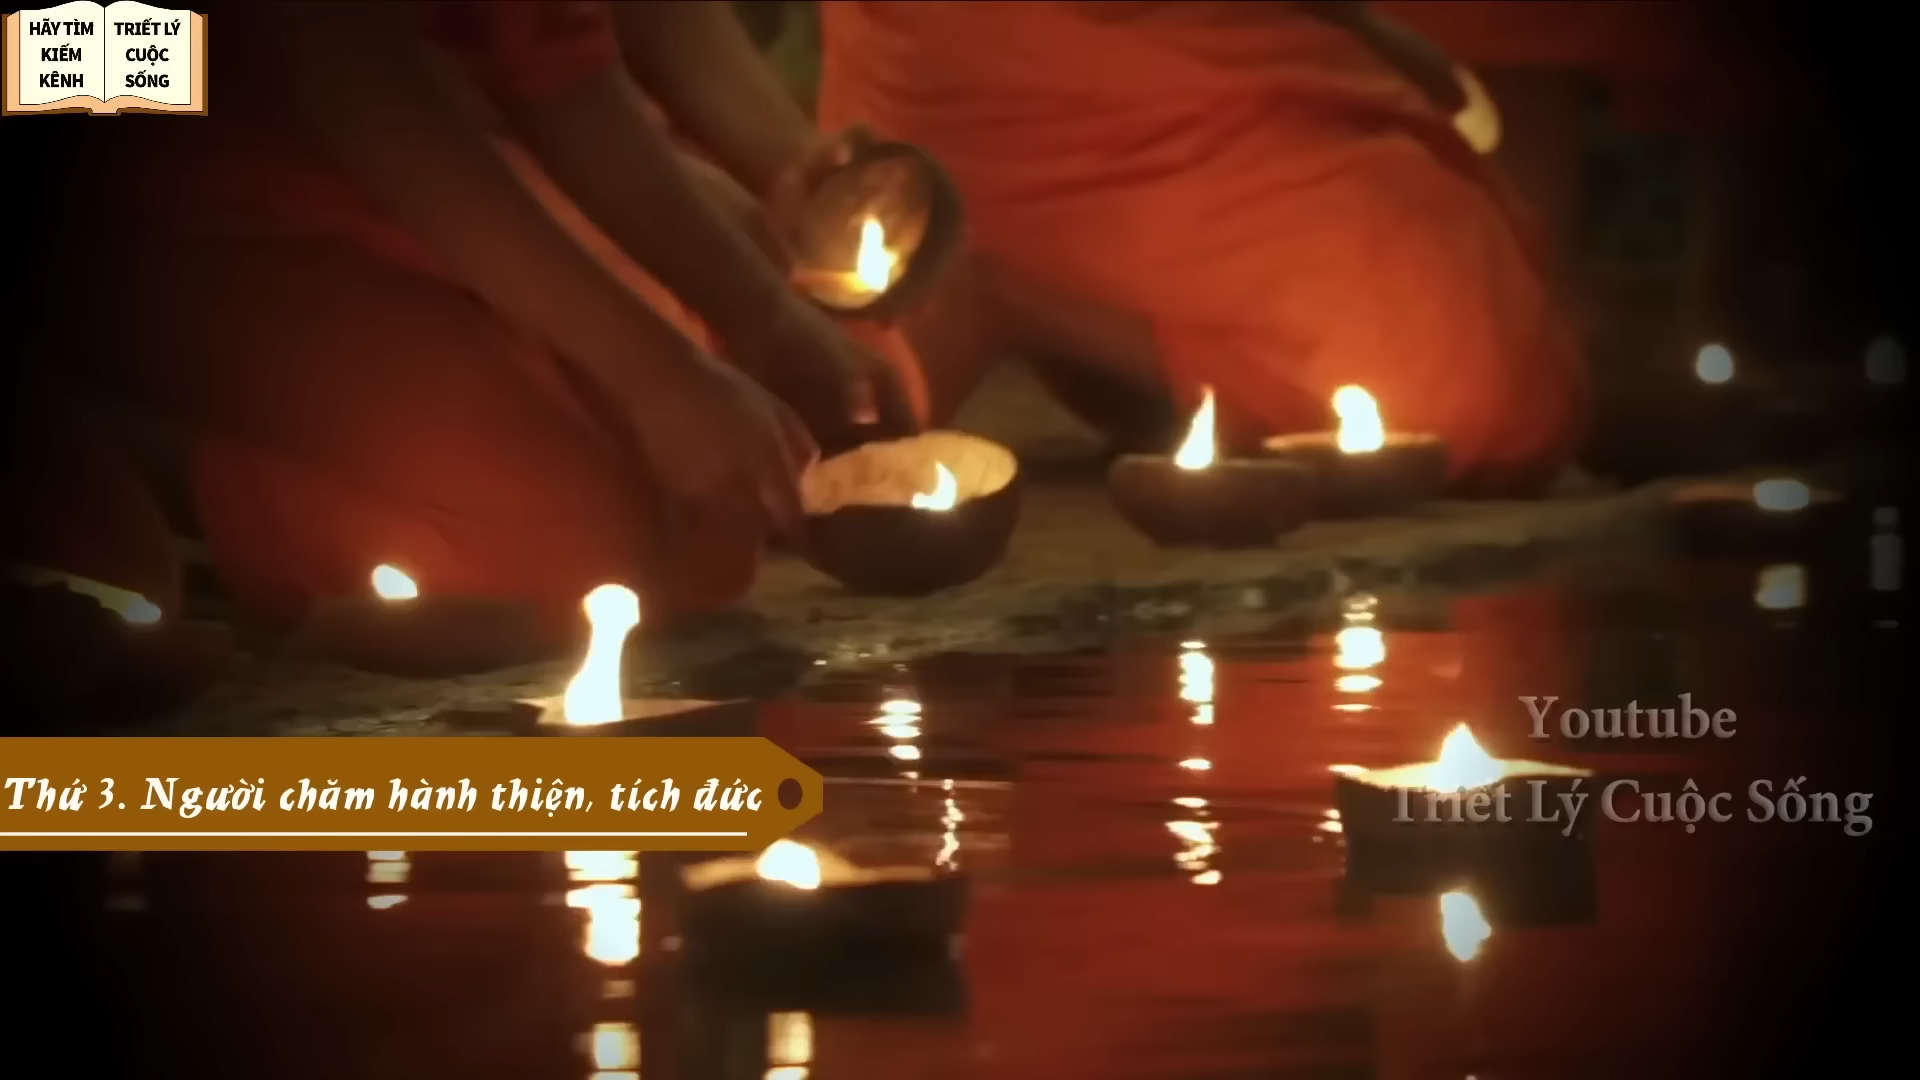 HÃY TÌM
KIẾM
KÊNH
TRIẾT LÝ
CUỘC
SỐNG
Thứ 3. Người chăm hành thiện, tích đức
Youtube
Triết Lý Cuộc Sống